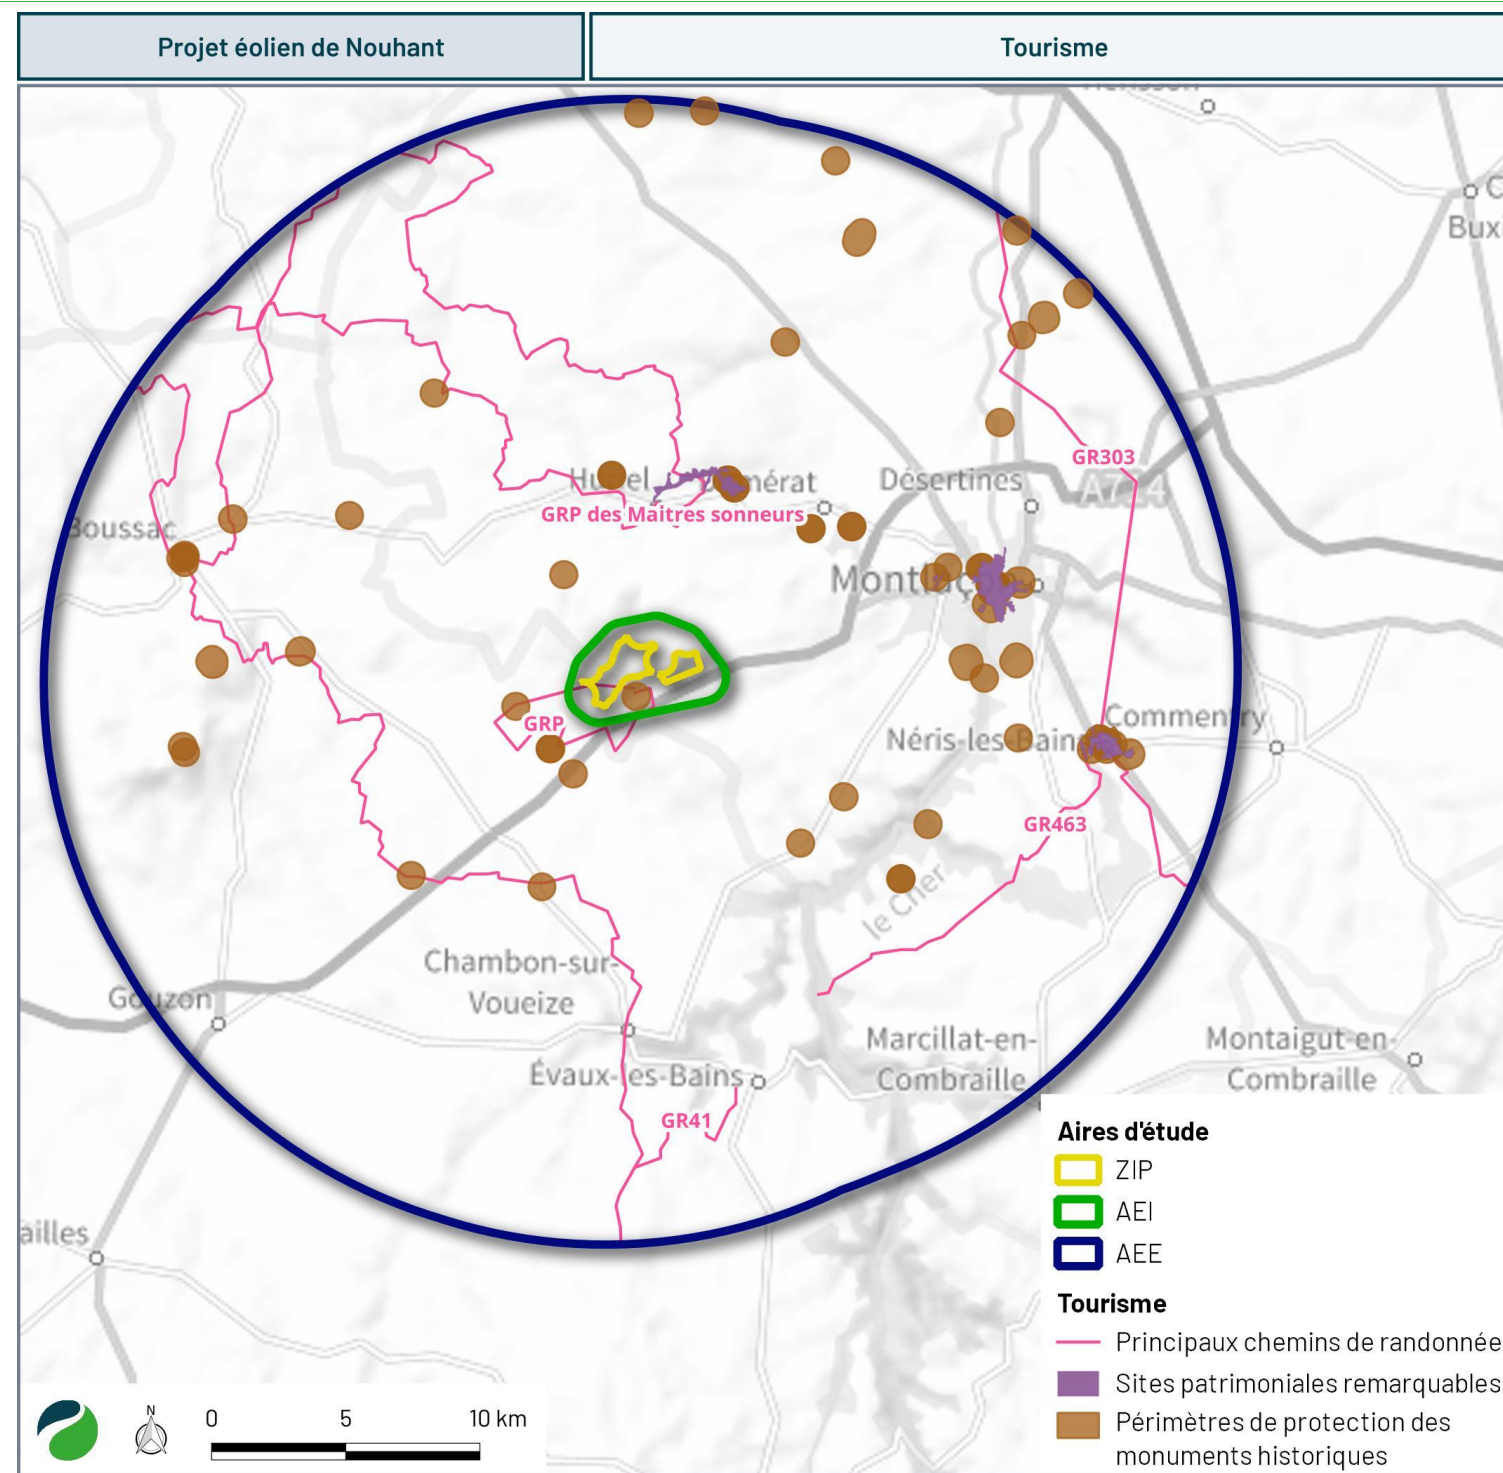 Projet éolien de Nouhant
Tourisme
Désertines
GR303
GRP des Maitres sonneurs
Boussac
GRP
Commentry
Néris-les-Bains
GR463
le Cher
Chambon-sur-
Voueize
Gouzon
Marcillat-en-
Combraille
Montaigut-en-
Combraille
Évaux-les-Bains
GR41
ailles
Aires d'étude
ZIP
AEI
AEE
Tourisme
Principaux chemins de randonnée
Sites patrimoniales remarquables
Périmètres de protection des
monuments historiques
N
0 5 10 km